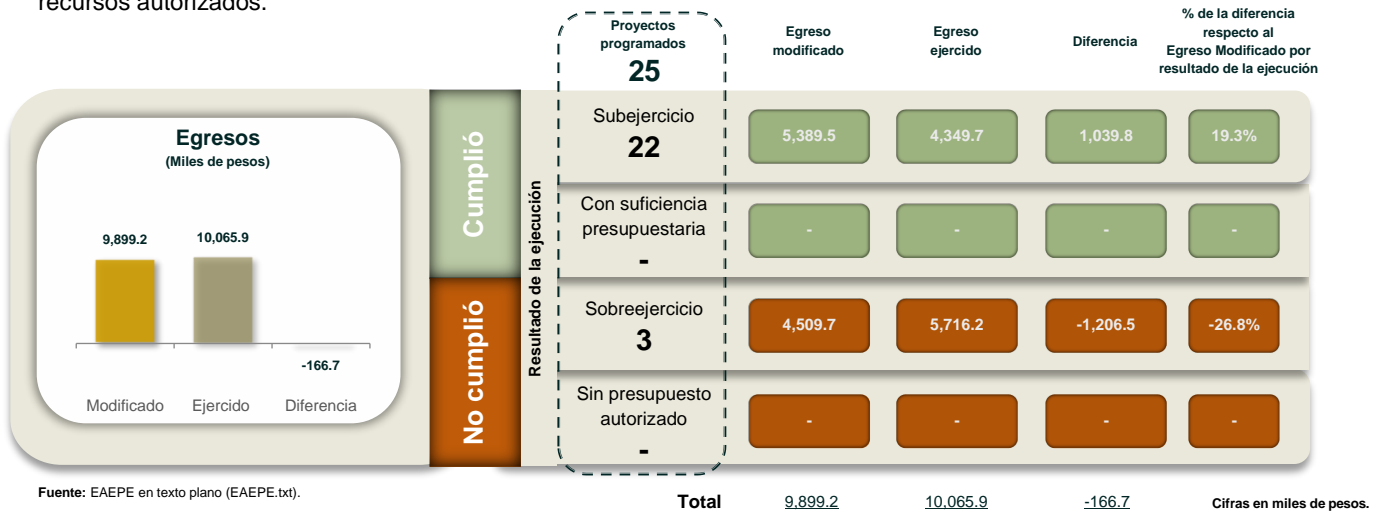 recursos autorizados.
Proyectos
programados
25
Egreso
modificado
Egreso
ejercido
Diferencia
% de la diferencia
respecto al
Egreso Modificado por
resultado de la ejecución
Egresos
(Miles de pesos)
9,899.2
10,065.9
-166.7
Modificado
Ejercido
Diferencia
Cumplió
No cumplió
Resultado de la ejecución
Subejercicio
22
5,389.5
4,349.7
1,039.8
19.3%
Con suficiencia
presupuestaria
-
-
-
-
-
Sobreejercicio
3
4,509.7
5,716.2
-1,206.5
-26.8%
Sin presupuesto
autorizado
-
-
-
-
-
Fuente: EAEPE en texto plano (EAEPE.txt).
Total
9,899.2
10,065.9
-166.7
Cifras en miles de pesos.